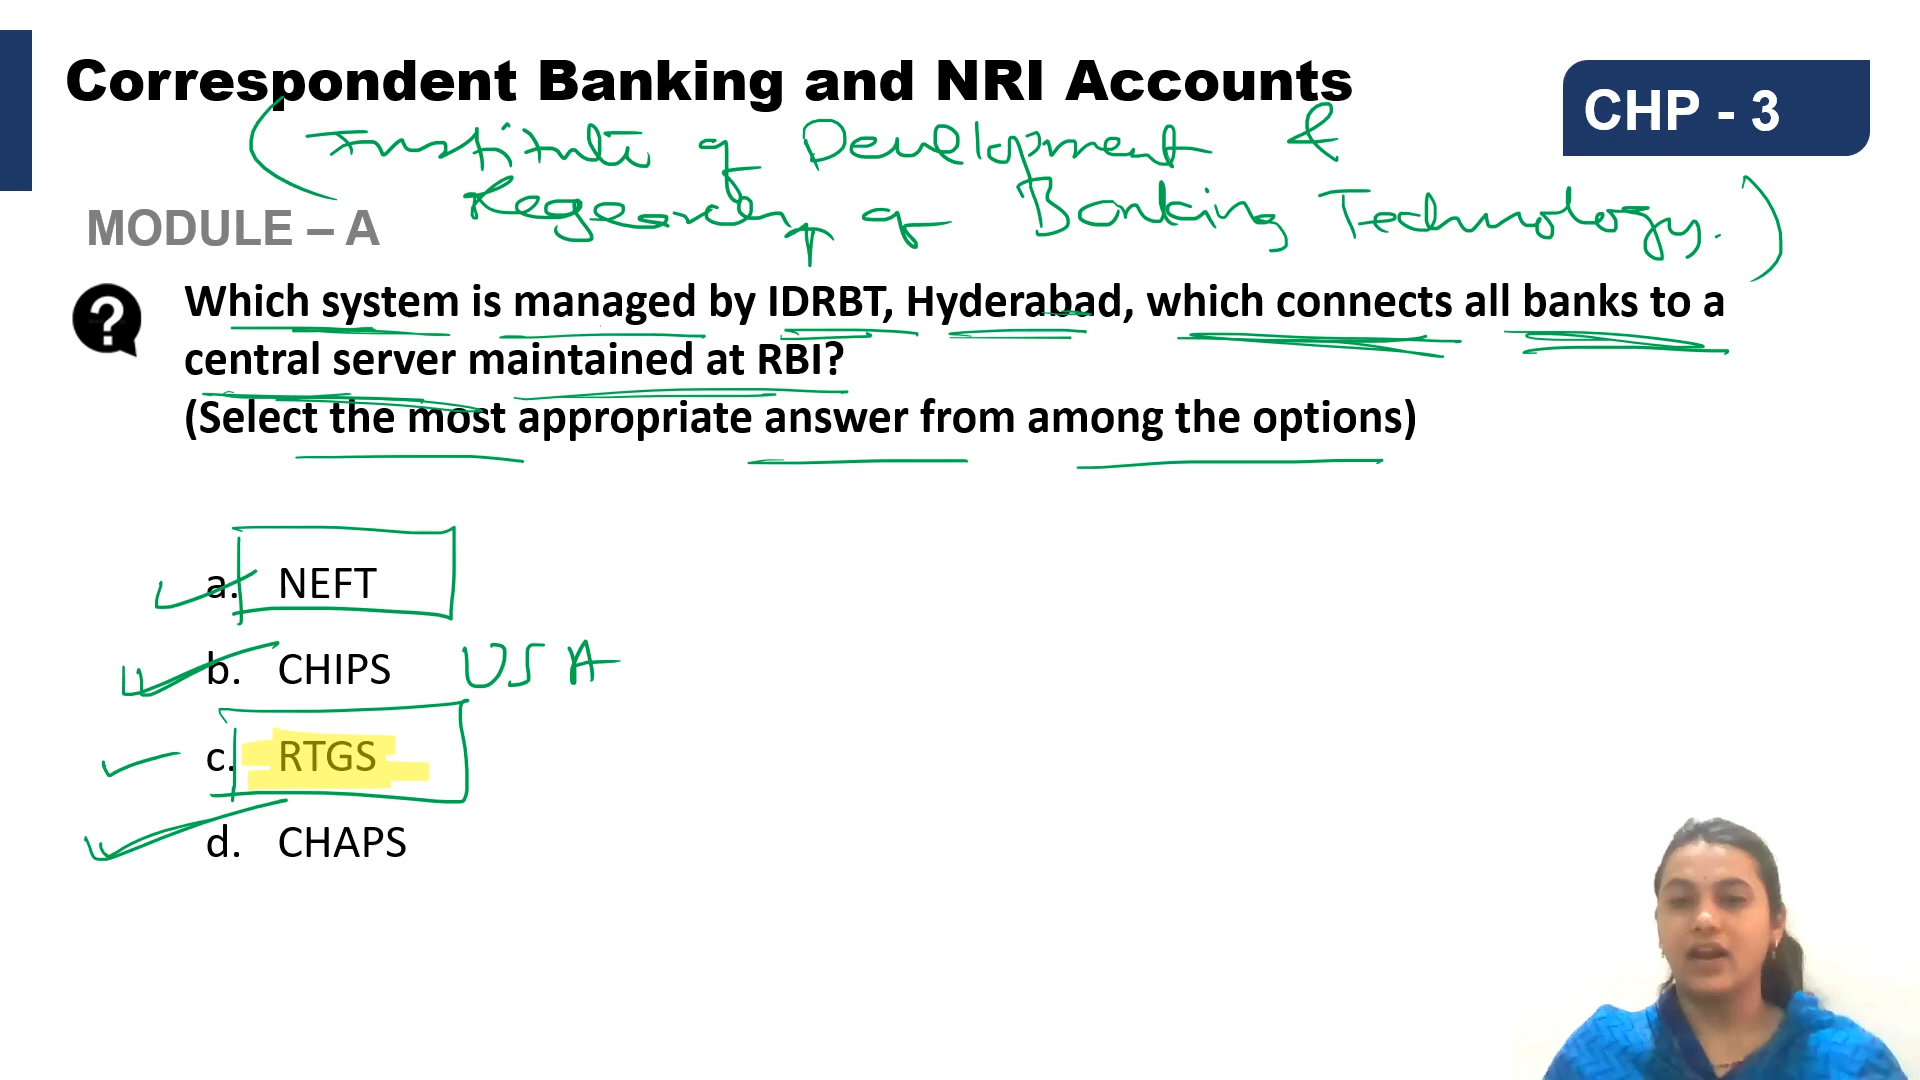 Correspondent Banking and NRI Accounts
CHP - 3
(Institute of Development &
Research of Banking Technology.)
MODULE – A
Which system is managed by IDRBT, Hyderabad, which connects all banks to a
central server maintained at RBI?
(Select the most appropriate answer from among the options)
a. NEFT
b. CHIPS USA
c. RTGS
d. CHAPS